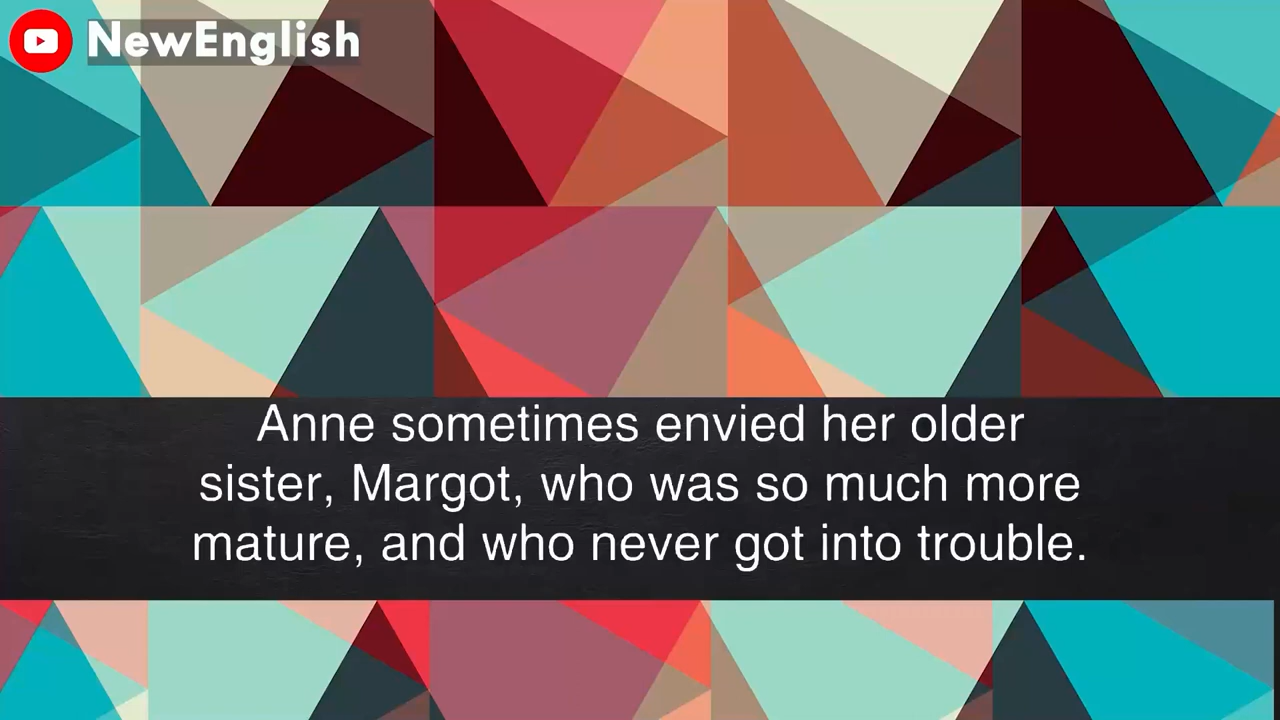 NewEnglish
Anne sometimes envied her older
sister, Margot, who was so much more
mature, and who never got into trouble.